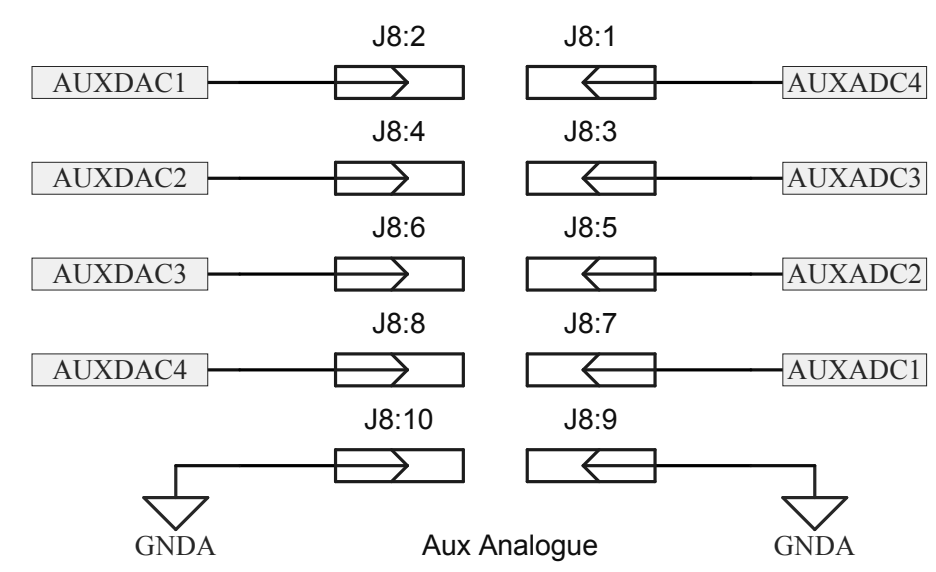 J8:2 J8:1
AUXDAC1 AUXADC4
J8:4 J8:3
AUXDAC2 AUXADC3
J8:6 J8:5
AUXDAC3 AUXADC2
J8:8 J8:7
AUXDAC4 AUXADC1
J8:10 J8:9
GNDA Aux Analogue GNDA